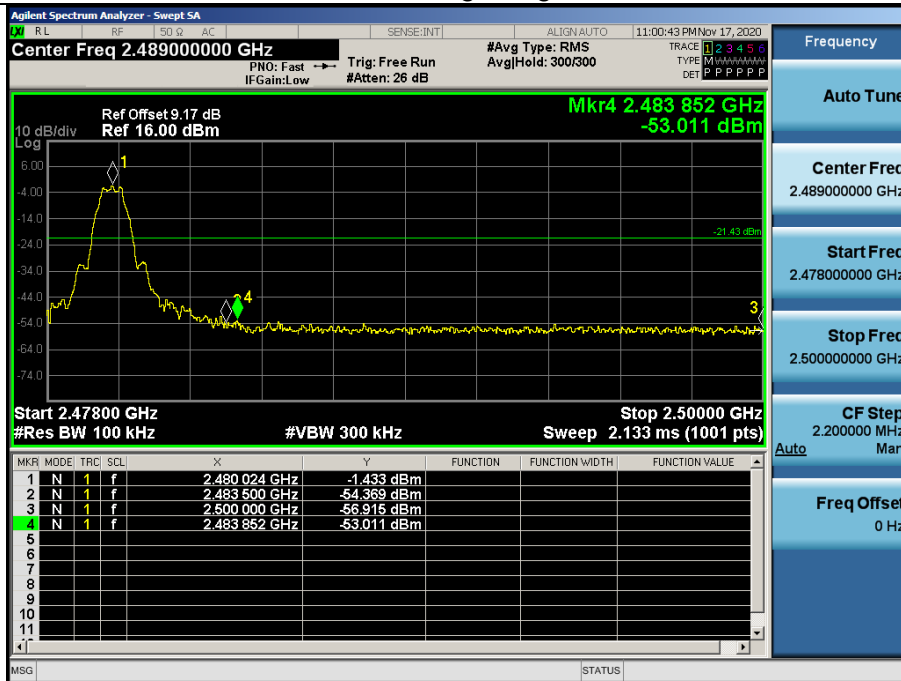 Agilent Spectrum Analyzer - Swept SA
LXI RL RF 50 Ω AC SENSE:INT ALIGN AUTO 11:00:43 PM Nov 17, 2020
Center Freq 2.489000000 GHz
PNO: Fast
IFGain:Low
Trig: Free Run
#Atten: 26 dB
#Avg Type: RMS
Avg|Hold: 300/300
TRACE 1 2 3 4 5 6
TYPE M WWWWW
DET P P P P P P
Frequency
Mkr4 2.483 852 GHz
-53.011 dBm
Ref Offset 9.17 dB
10 dB/div Ref 16.00 dBm
Log
6.00
-4.00
-14.0
-24.0
-34.0
-44.0
-54.0
-64.0
-74.0
1
4
3
-21.43 dBm
Start 2.47800 GHz Stop 2.50000 GHz
#Res BW 100 kHz #VBW 300 kHz Sweep 2.133 ms (1001 pts)
MKR MODE TRC SCL X Y FUNCTION FUNCTION WIDTH FUNCTION VALUE
1 N 1 f 2.480 024 GHz -1.433 dBm
2 N 1 f 2.483 500 GHz -54.369 dBm
3 N 1 f 2.500 000 GHz -56.915 dBm
4 N 1 f 2.483 852 GHz -53.011 dBm
5
6
7
8
9
10
11
MSG STATUS
Auto Tune
Center Freq
2.489000000 GHz
Start Freq
2.478000000 GHz
Stop Freq
2.500000000 GHz
CF Step
2.200000 MHz
Auto Man
Freq Offset
0 Hz